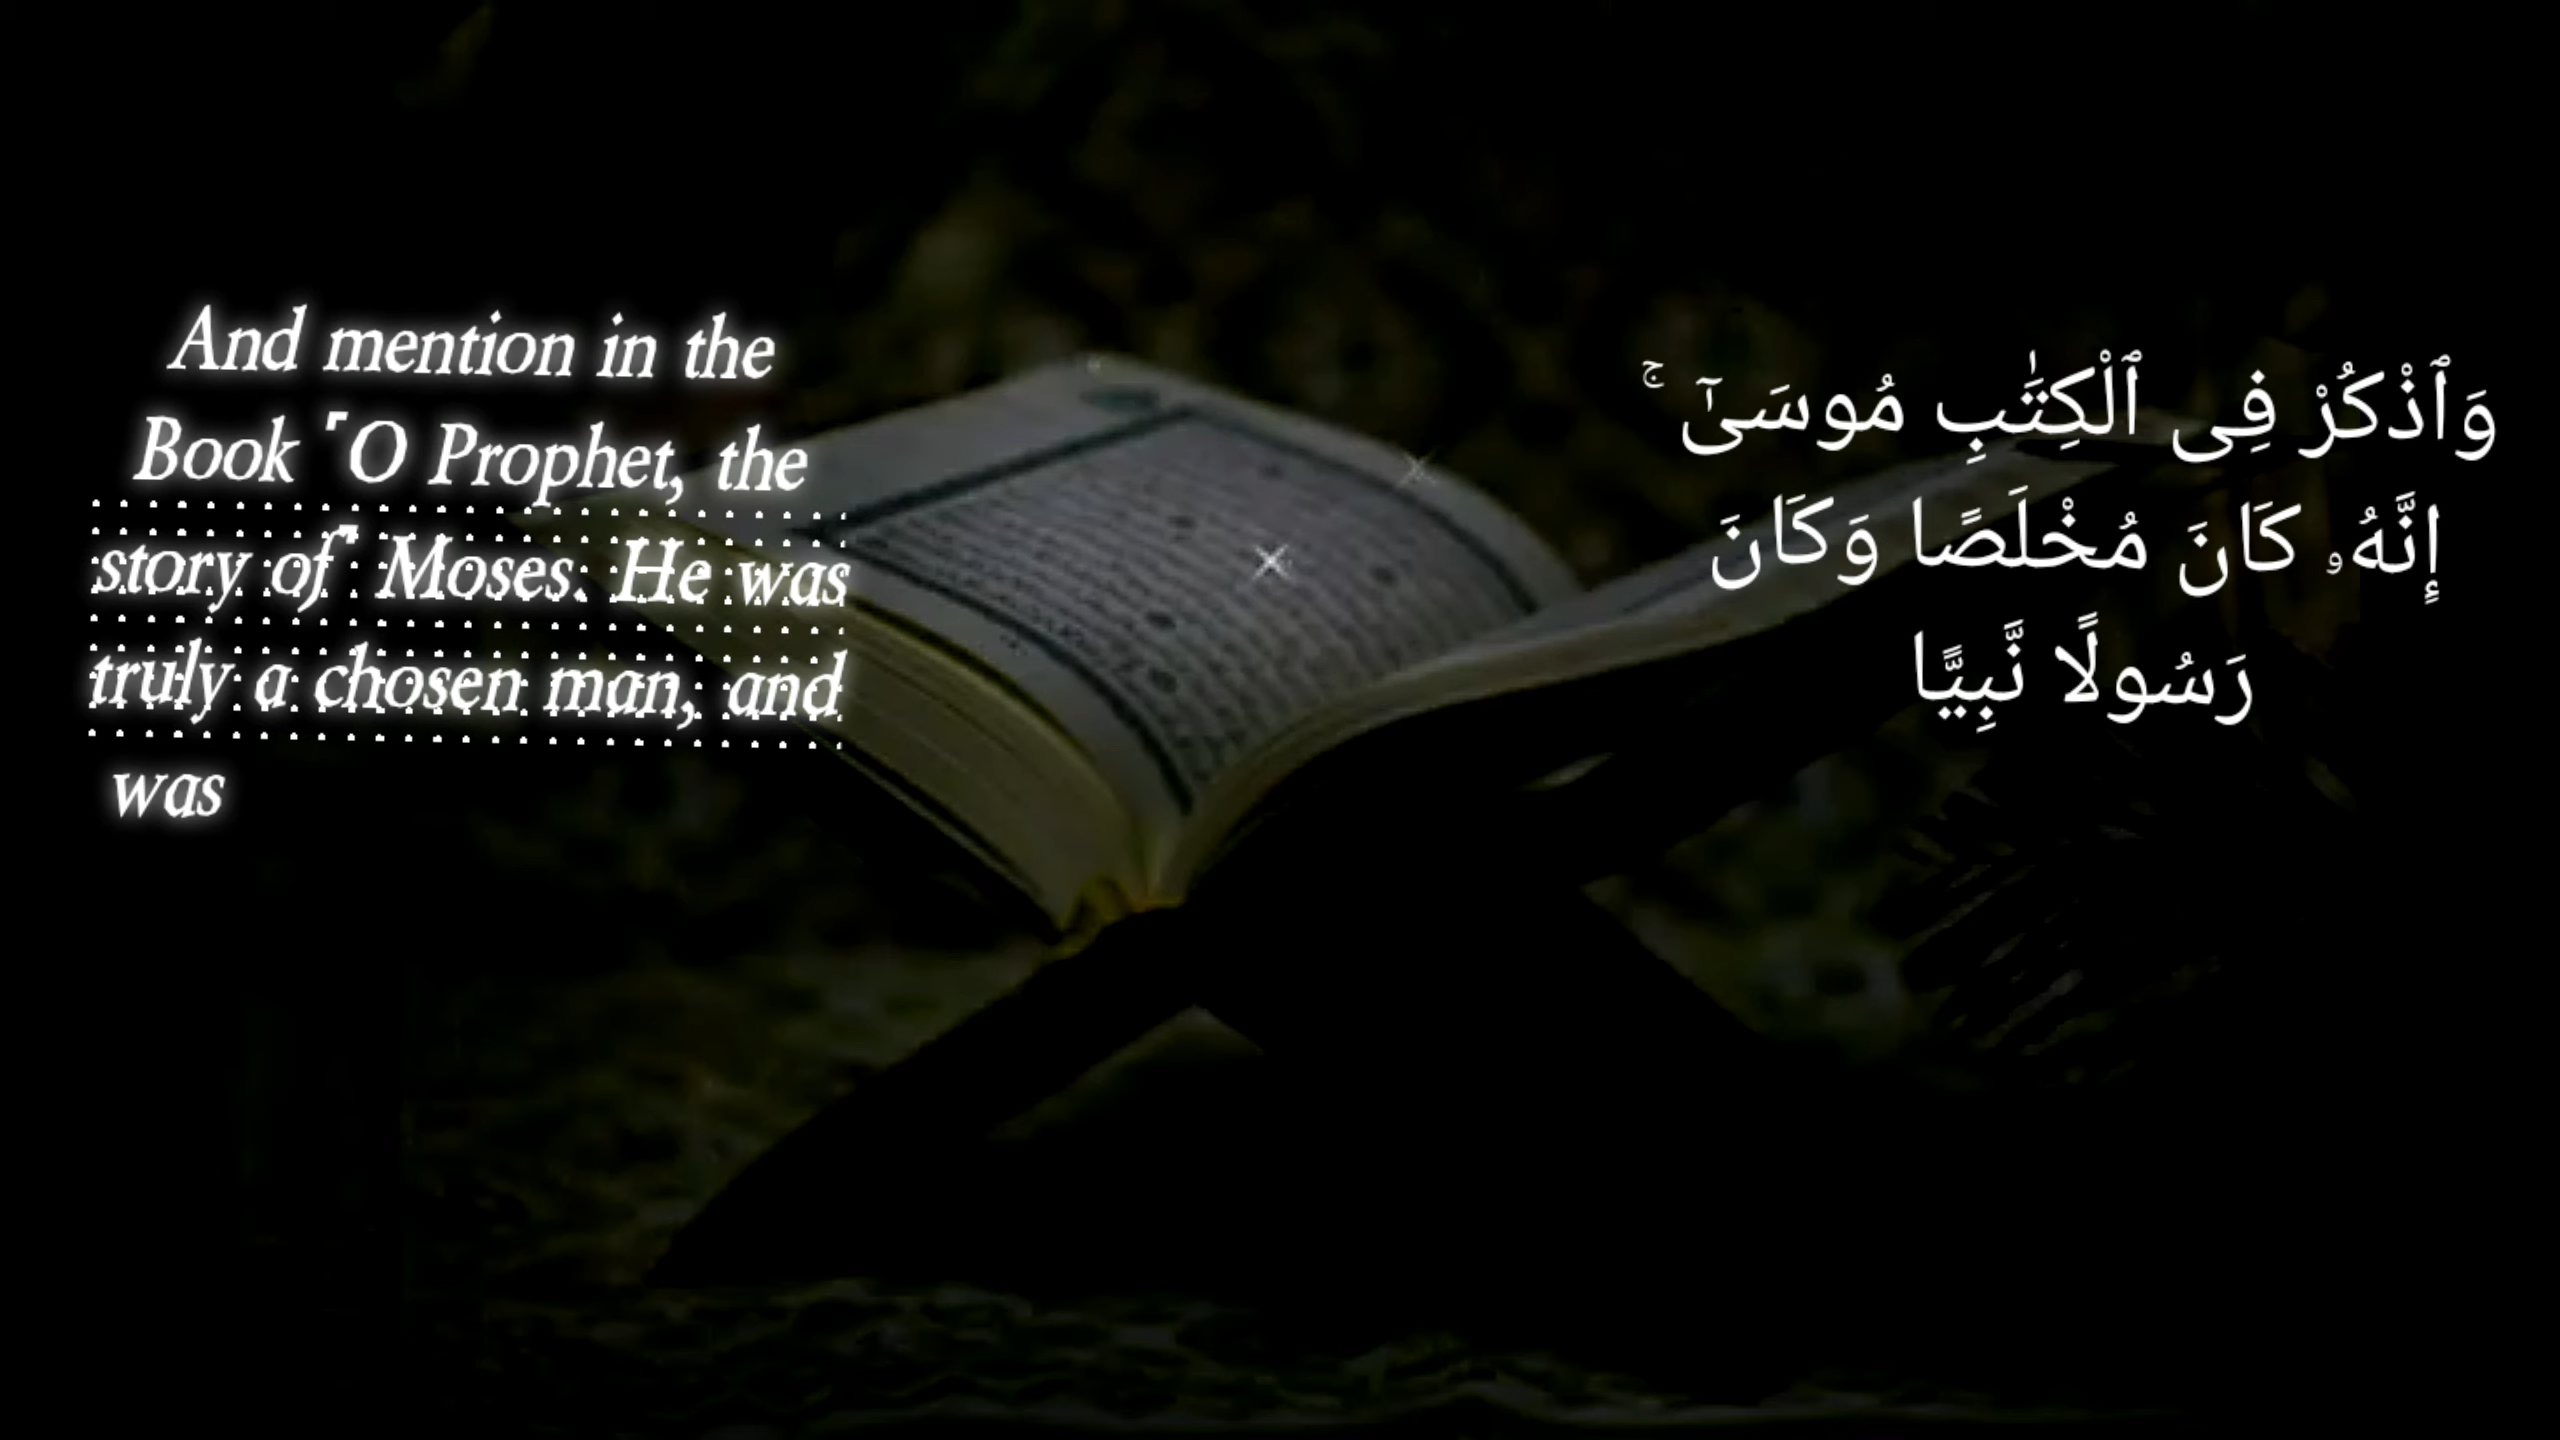 And mention in the
Book ˹O Prophet, the
story of˺ Moses. He was
truly a chosen man, and
was
وَٱذْكُرْ فِى ٱلْكِتَـٰبِ مُوسَىٰٓ ۚ
إِنَّهُۥ كَانَ مُخْلَصًا وَكَانَ
رَسُولًا نَّبِيًّا